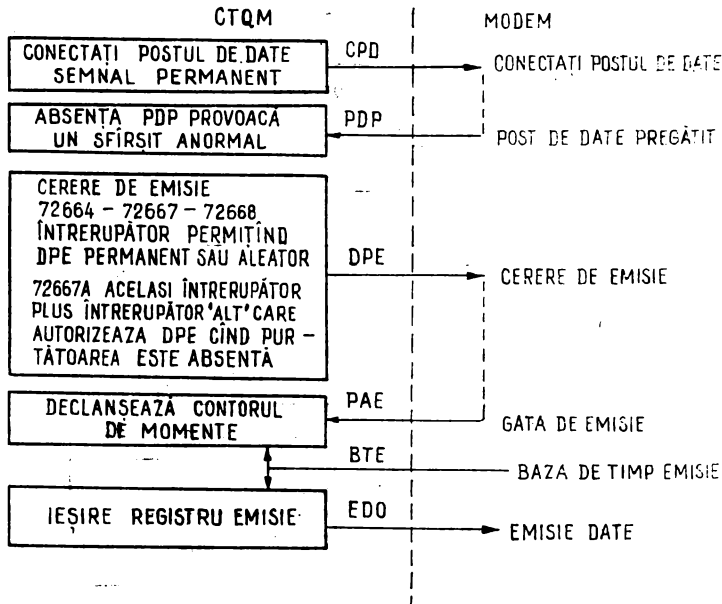 CTQM
MODEM
CONECTAȚI POSTUL DE DATE
SEMNAL PERMANENT
CPD
CONECTAȚI POSTUL DE DATE
ABSENȚA PDP PROVOACĂ
UN SFÎRȘIT ANORMAL
PDP
POST DE DATE PREGĂTIT
CERERE DE EMISIE
72664 – 72667 – 72668
ÎNTRERUPĂTOR PERMIȚÎND
DPE PERMANENT SAU ALEATOR
72667A ACELASI ÎNTRERUPĂTOR
PLUS ÎNTRERUPĂTOR 'ALT' CARE
AUTORIZEAZA DPE CÎND PUR –
TĂTOAREA ESTE ABSENTĂ
DPE
CERERE DE EMISIE
DECLANȘEAZĂ CONTORUL
DE MOMENTE
PAE
GATA DE EMISIE
BTE
BAZA DE TIMP EMISIE
IEȘIRE REGISTRU EMISIE
EDO
EMISIE DATE